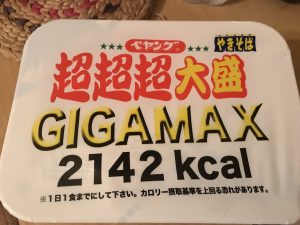 ペヤング やきそば
超超超大盛
GIGAMAX
2142 kcal
※1日1食までにして下さい。カロリー摂取基準を上回る恐れがあります。